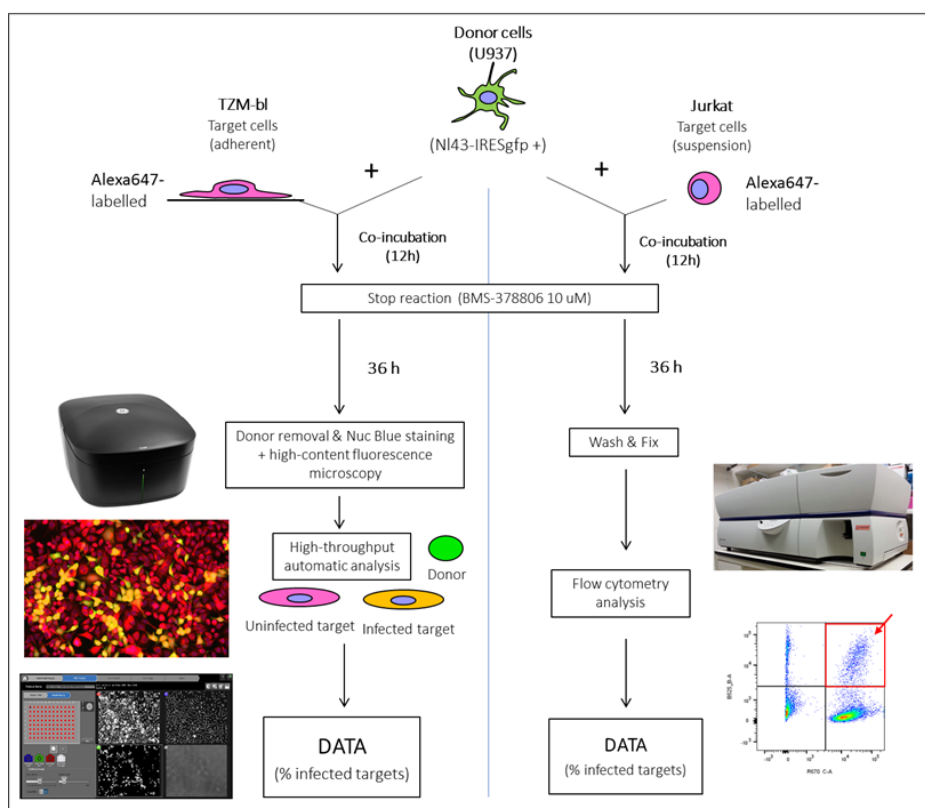 Donor cells
(U937)
TZM-bl
Target cells
(adherent)
Jurkat
Target cells
(suspension)
(Nl43-IRESgfp +)
+
+
Alexa647-
labelled
Alexa647-
labelled
Co-incubation
(12h)
Co-incubation
(12h)
Stop reaction (BMS-378806 10 uM)
36 h
36 h
Donor removal & Nuc Blue staining
+ high-content fluorescence
microscopy
Wash & Fix
High-throughput
automatic analysis
Donor
Flow cytometry
analysis
Uninfected target
Infected target
DATA
(% infected targets)
DATA
(% infected targets)